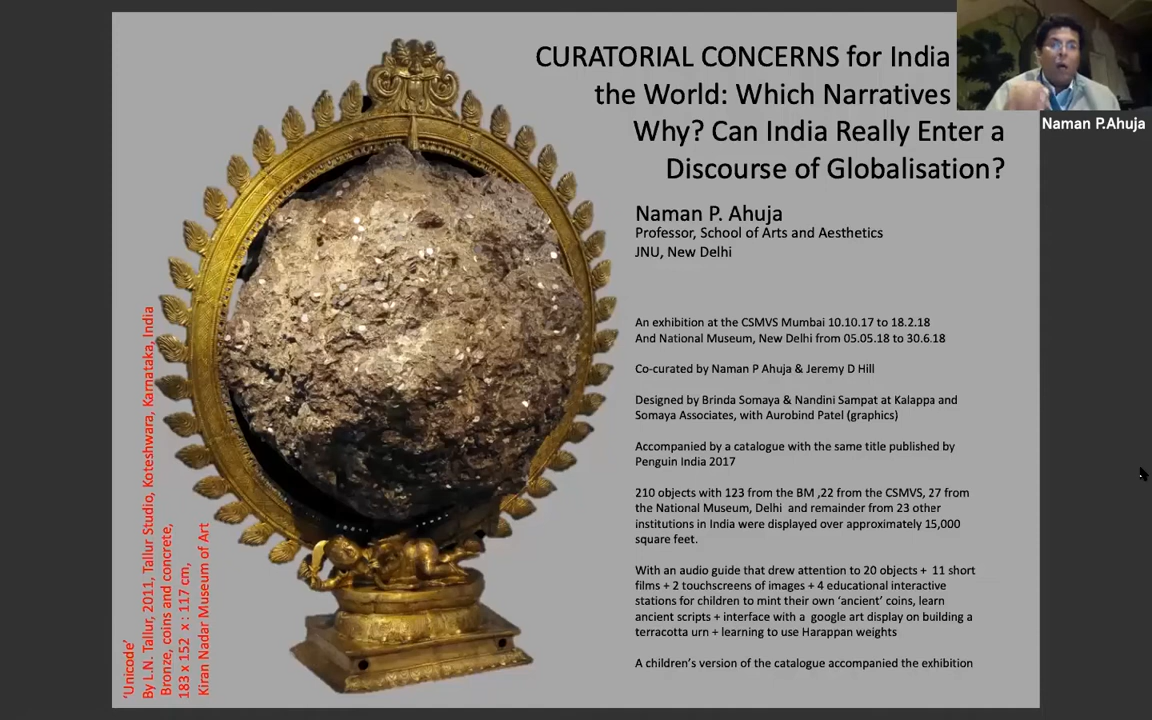 CURATORIAL CONCERNS for India
the World: Which Narratives
Why? Can India Really Enter a
Discourse of Globalisation?
Naman P.Ahuja
Naman P. Ahuja
Professor, School of Arts and Aesthetics
JNU, New Delhi
An exhibition at the CSMVS Mumbai 10.10.17 to 18.2.18
And National Museum, New Delhi from 05.05.18 to 30.6.18
Co-curated by Naman P Ahuja & Jeremy D Hill
Designed by Brinda Somaya & Nandini Sampat at Kalappa and
Somaya Associates, with Aurobind Patel (graphics)
Accompanied by a catalogue with the same title published by
Penguin India 2017
210 objects with 123 from the BM ,22 from the CSMVS, 27 from
the National Museum, Delhi and remainder from 23 other
institutions in India were displayed over approximately 15,000
square feet.
With an audio guide that drew attention to 20 objects + 11 short
films + 2 touchscreens of images + 4 educational interactive
stations for children to mint their own ‘ancient’ coins, learn
ancient scripts + interface with a google art display on building a
terracotta urn + learning to use Harappan weights
A children’s version of the catalogue accompanied the exhibition
‘Unicode’
By L.N. Tallur, 2011, Tallur Studio, Koteshwara, Karnataka, India
Bronze, coins and concrete,
183 x 152 x : 117 cm,
Kiran Nadar Museum of Art